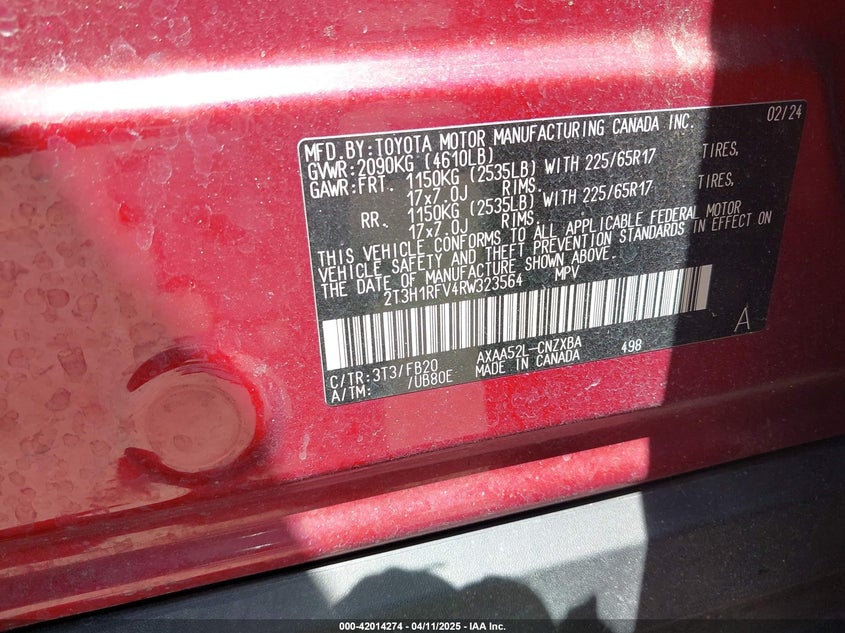 02/24
MFD.BY:TOYOTA MOTOR MANUFACTURING CANADA INC.
GVWR:2090KG (4610LB)
GAWR:FRT. 1150KG (2535LB) WITH 225/65R17 TIRES,
17x7.0J RIMS,
RR. 1150KG (2535LB) WITH 225/65R17 TIRES,
17x7.0J RIMS.
THIS VEHICLE CONFORMS TO ALL APPLICABLE FEDERAL MOTOR
VEHICLE SAFETY AND THEFT PREVENTION STANDARDS IN EFFECT ON
THE DATE OF MANUFACTURE SHOWN ABOVE.
2T3H1RFV4RW323564 MPV
A
C/TR:3T3/FB20 AXAA52L-CNZXBA 498
A/TM: /UB80E MADE IN CANADA
000-42014274 | 04/11/2025 - IAA Inc.